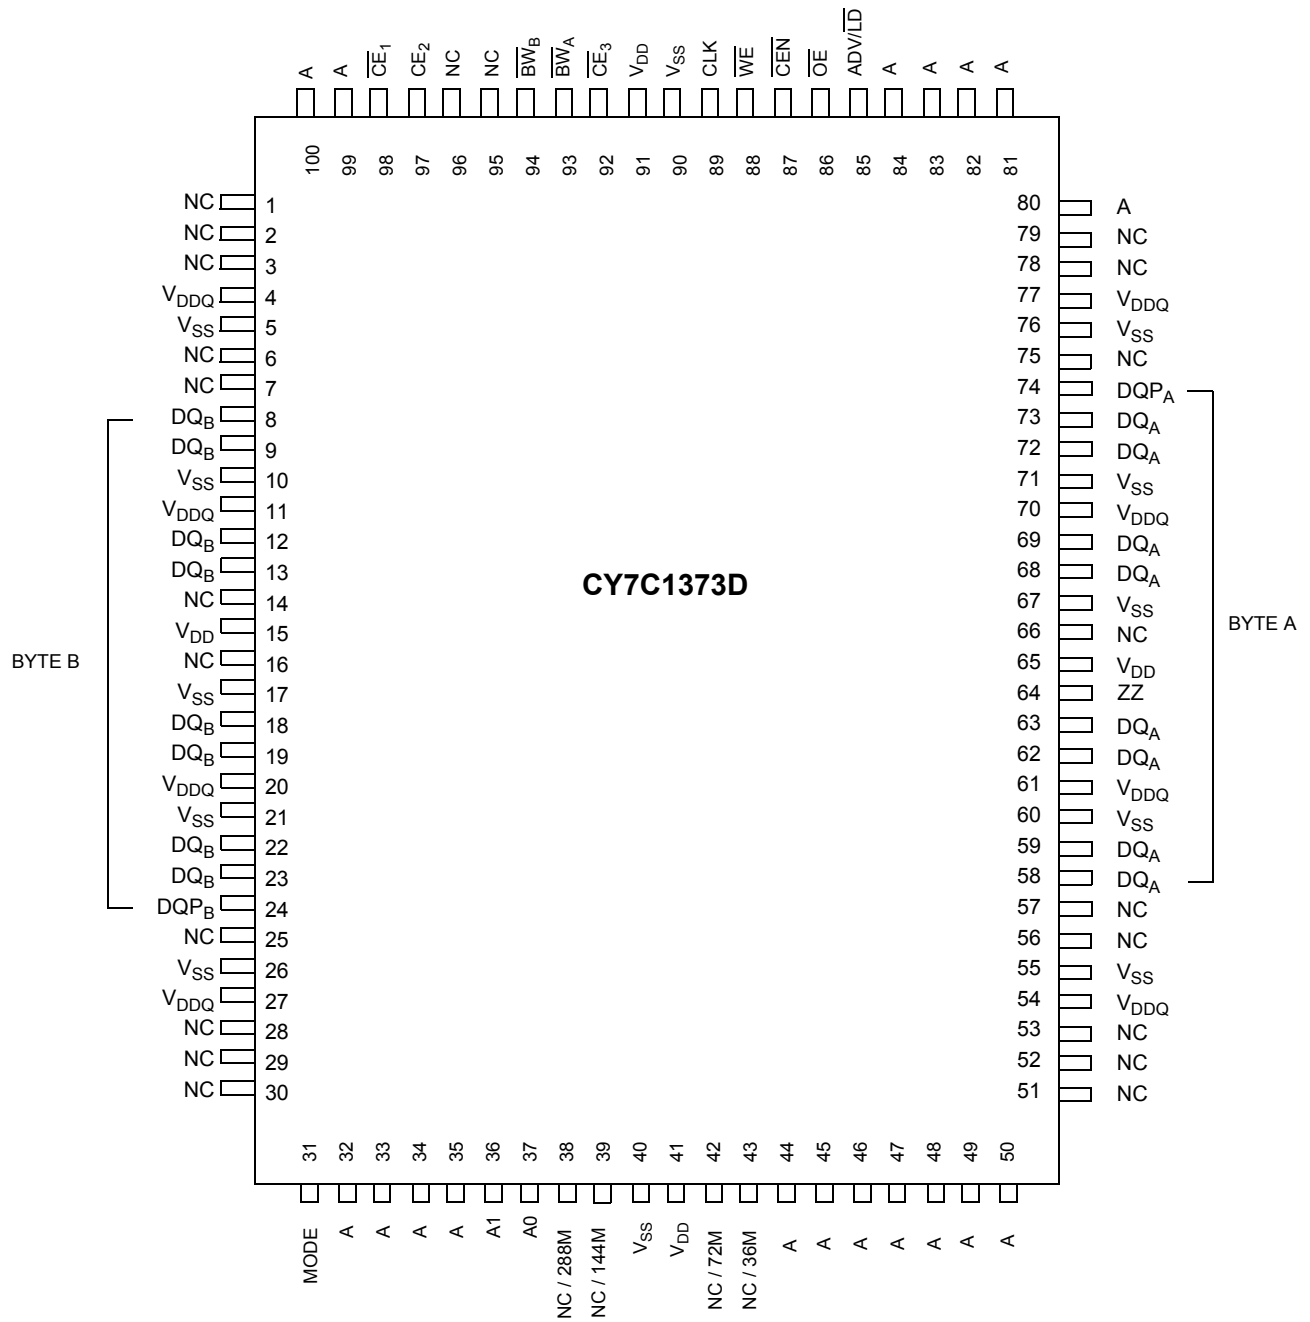 A
A
CE1
CE2
NC
NC
BWB
BWA
CE3
VDD
VSS
CLK
WE
CEN
OE
ADV/LD
A
A
A
A
100
99
98
97
96
95
94
93
92
91
90
89
88
87
86
85
84
83
82
81
NC 1
NC 2
NC 3
VDDQ 4
VSS 5
NC 6
NC 7
DQB 8
DQB 9
VSS 10
VDDQ 11
DQB 12
DQB 13
NC 14
VDD 15
NC 16
VSS 17
DQB 18
DQB 19
VDDQ 20
VSS 21
DQB 22
DQB 23
DQPB 24
NC 25
VSS 26
VDDQ 27
NC 28
NC 29
NC 30
BYTE B
CY7C1373D
80 A
79 NC
78 NC
77 VDDQ
76 VSS
75 NC
74 DQPA
73 DQA
72 DQA
71 VSS
70 VDDQ
69 DQA
68 DQA
67 VSS
66 NC
65 VDD
64 ZZ
63 DQA
62 DQA
61 VDDQ
60 VSS
59 DQA
58 DQA
57 NC
56 NC
55 VSS
54 VDDQ
53 NC
52 NC
51 NC
BYTE A
31
32
33
34
35
36
37
38
39
40
41
42
43
44
45
46
47
48
49
50
MODE
A
A
A
A
A1
A0
NC / 288M
NC / 144M
VSS
VDD
NC / 72M
NC / 36M
A
A
A
A
A
A
A